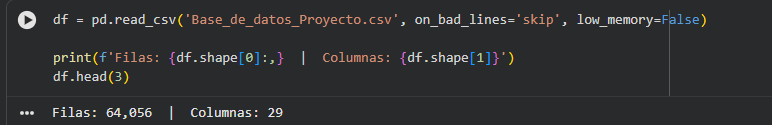 df = pd.read_csv('Base_de_datos_Proyecto.csv', on_bad_lines='skip', low_memory=False)
print(f'Filas: {df.shape[0]:,}  |  Columnas: {df.shape[1]}')
df.head(3)
Filas: 64,056  |  Columnas: 29